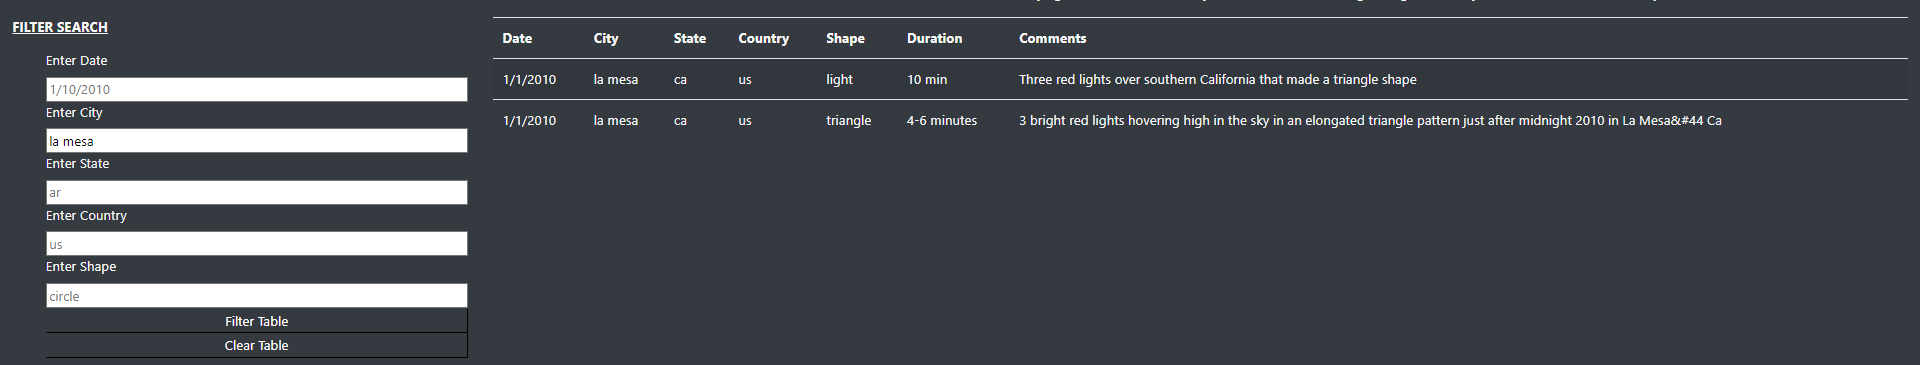 FILTER SEARCH
Enter Date
1/10/2010
Enter City
la mesa
Enter State
ar
Enter Country
us
Enter Shape
circle
Filter Table
Clear Table
Date City State Country Shape Duration Comments
1/1/2010 la mesa ca us light 10 min Three red lights over southern California that made a triangle shape
1/1/2010 la mesa ca us triangle 4-6 minutes 3 bright red lights hovering high in the sky in an elongated triangle pattern just after midnight 2010 in La Mesa&#44 Ca